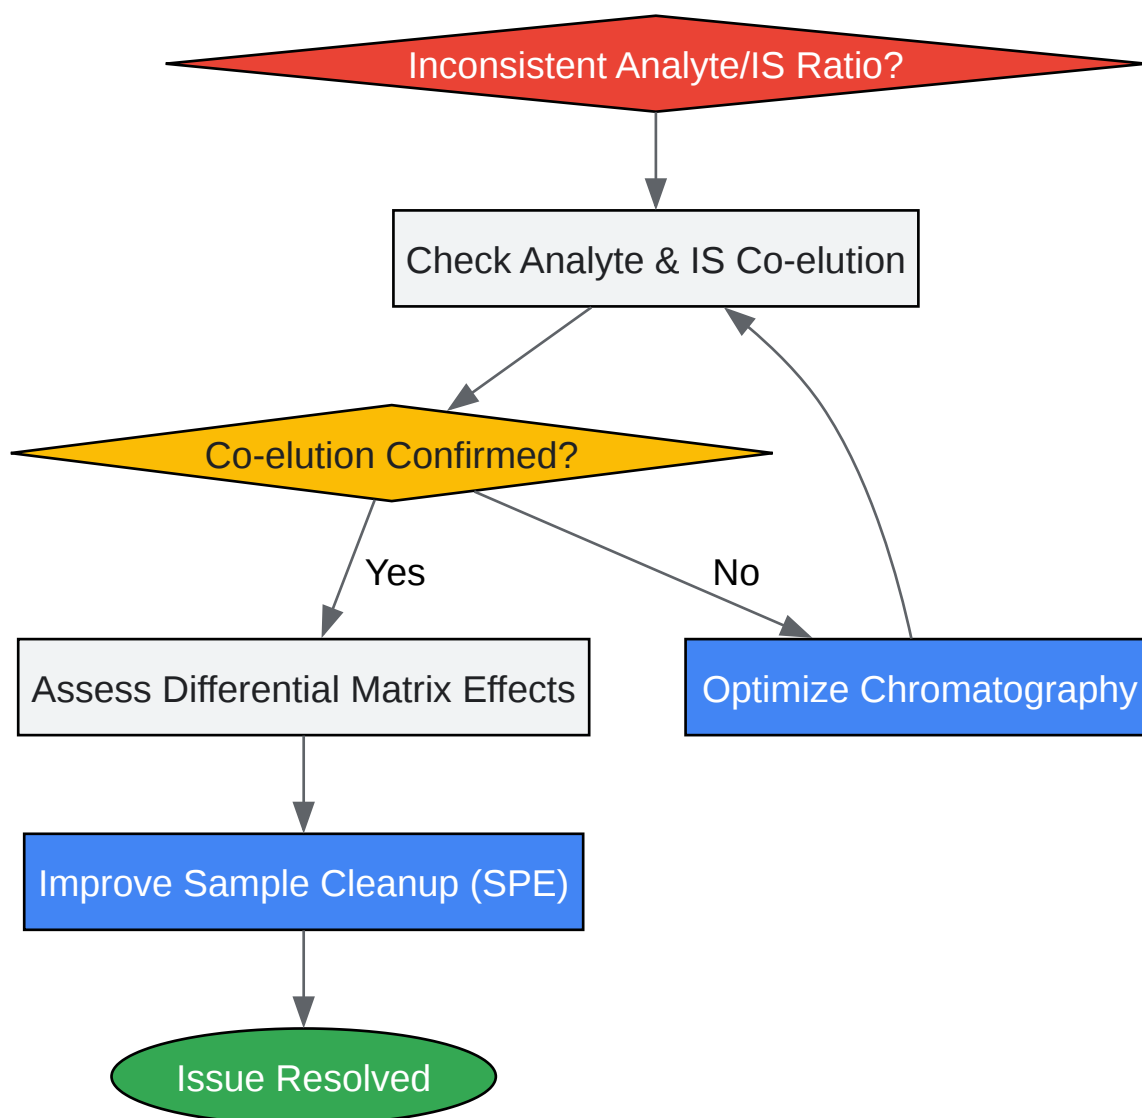 Inconsistent Analyte/IS Ratio?
Check Analyte & IS Co-elution
Co-elution Confirmed?
Yes
No
Assess Differential Matrix Effects
Optimize Chromatography
Improve Sample Cleanup (SPE)
Issue Resolved